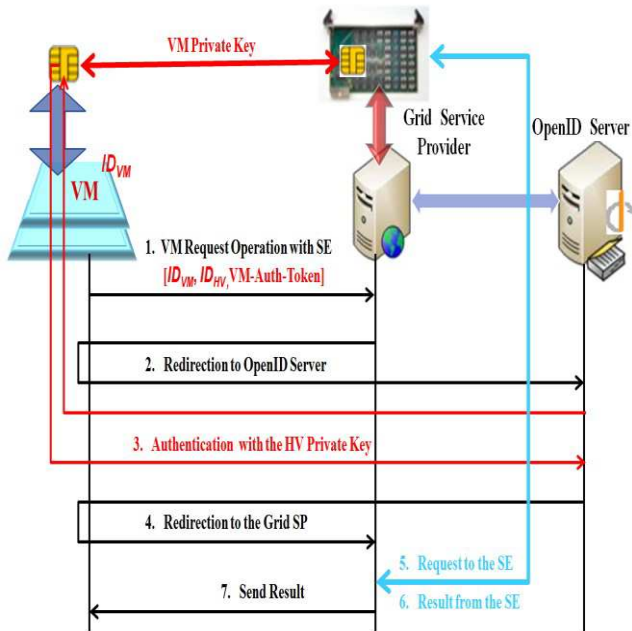 VM Private Key
Grid Service
Provider
OpenID Server
ID_VM
VM
1. VM Request Operation with SE
[ID_VM, ID_HV, VM-Auth-Token]
2. Redirection to OpenID Server
3. Authentication with the HV Private Key
4. Redirection to the Grid SP
5. Request to the SE
7. Send Result
6. Result from the SE